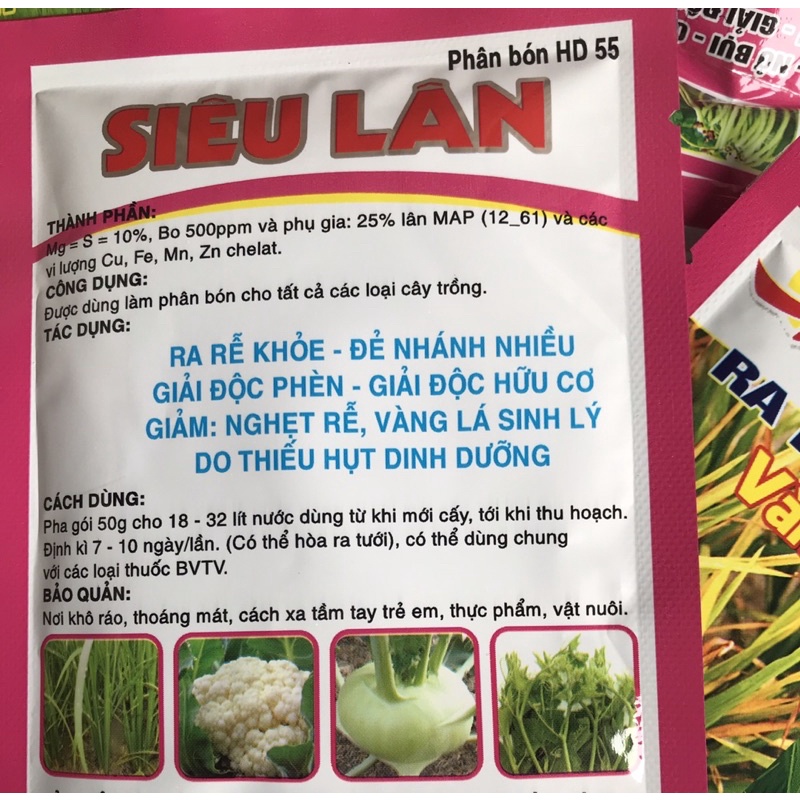 Phân bón HD 55
SIÊU LÂN
THÀNH PHẦN:
Mg = S = 10%, Bo 500ppm và phụ gia: 25% lân MAP (12_61) và các
vi lượng Cu, Fe, Mn, Zn chelat.
CÔNG DỤNG:
Được dùng làm phân bón cho tất cả các loại cây trồng.
TÁC DỤNG:
RA RỄ KHỎE - ĐẺ NHÁNH NHIỀU
GIẢI ĐỘC PHÈN - GIẢI ĐỘC HỮU CƠ
GIẢM: NGHẸT RỄ, VÀNG LÁ SINH LÝ
DO THIẾU HỤT DINH DƯỠNG
CÁCH DÙNG:
Pha gói 50g cho 18 - 32 lít nước dùng từ khi mới cấy, tới khi thu hoạch.
Định kì 7 - 10 ngày/lần. (Có thể hòa ra tưới), có thể dùng chung
với các loại thuốc BVTV.
BẢO QUẢN:
Nơi khô ráo, thoáng mát, cách xa tầm tay trẻ em, thực phẩm, vật nuôi.
GIẢI
BÙI
RA